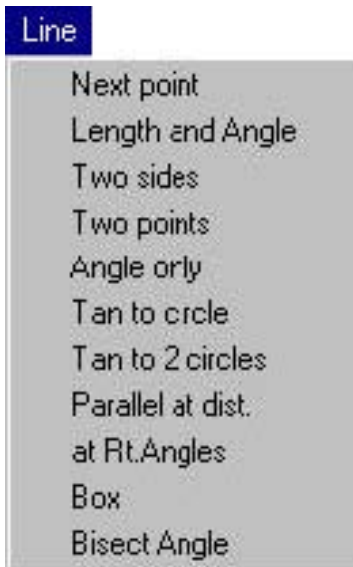 Line
Next point
Length and Angle
Two sides
Two points
Angle only
Tan to circle
Tan to 2 circles
Parallel at dist.
at Rt.Angles
Box
Bisect Angle